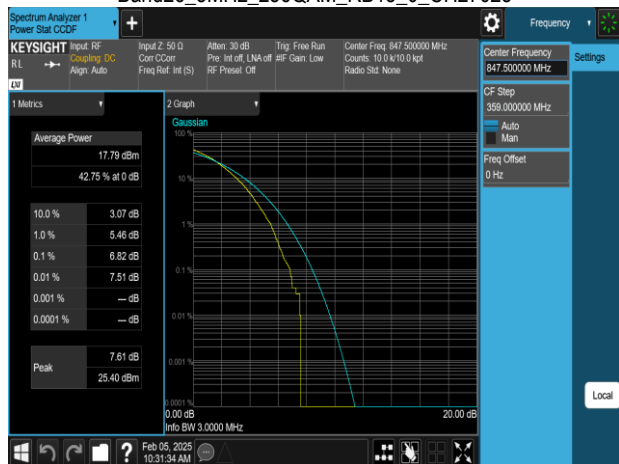 Spectrum Analyzer 1
Power Stat CCDF
Frequency
KEYSIGHT
RL
LXI
Input: RF
Coupling: DC
Align: Auto
Input Z: 50 Ω
Corr CCorr
Freq Ref: Int (S)
Atten: 30 dB
Pre: Int off, LNA off
RF Preset: Off
Trig: Free Run
#IF Gain: Low
Center Freq: 847.500000 MHz
Counts: 10.0 k/10.0 kpt
Radio Std: None
Center Frequency
847.500000 MHz
Settings
CF Step
359.000000 MHz
Auto
Man
Freq Offset
0 Hz
1 Metrics
Average Power
17.79 dBm
42.75 % at 0 dB
10.0 % 3.07 dB
1.0 % 5.46 dB
0.1 % 6.82 dB
0.01 % 7.51 dB
0.001 % --- dB
0.0001 % --- dB
Peak
7.61 dB
25.40 dBm
2 Graph
Gaussian
100 %
10 %
1 %
0.1 %
0.01 %
0.001 %
0.0001 %
0.00 dB
20.00 dB
Info BW 3.0000 MHz
Local
Feb 05, 2025
10:31:34 AM